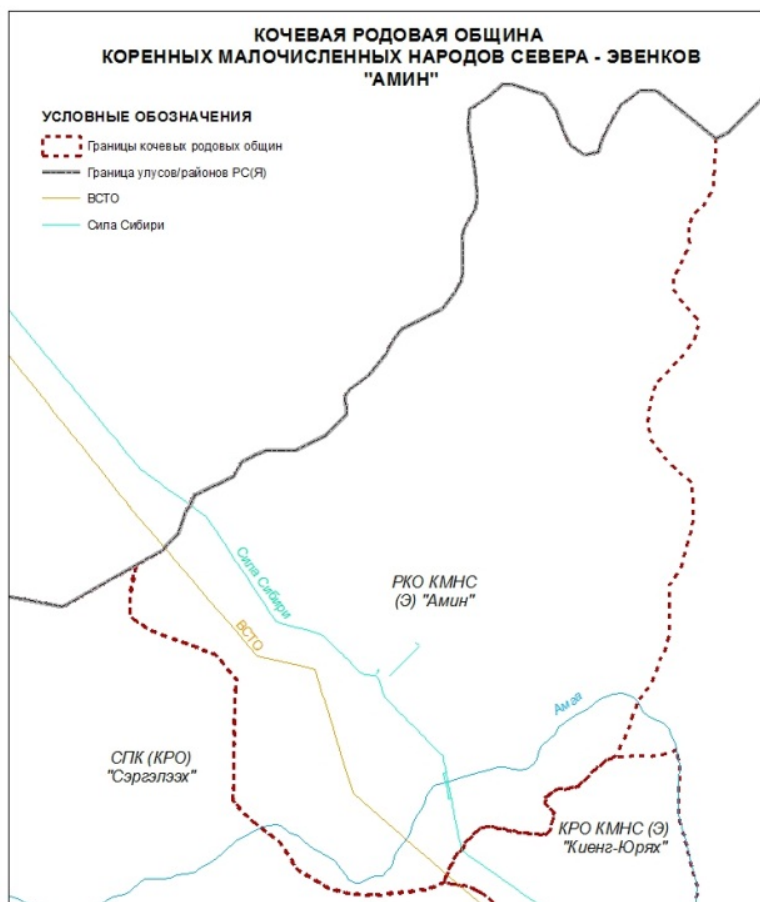 КОЧЕВАЯ РОДОВАЯ ОБЩИНА
КОРЕННЫХ МАЛОЧИСЛЕННЫХ НАРОДОВ СЕВЕРА - ЭВЕНКОВ
"АМИН"
УСЛОВНЫЕ ОБОЗНАЧЕНИЯ
Границы кочевых родовых общин
Граница улусов/районов РС(Я)
ВСТО
Сила Сибири
Сила Сибири
РКО КМНС
(Э) "Амин"
ВСТО
Амга
СПК (КРО)
"Сэргэлээх"
КРО КМНС (Э)
"Киенг-Юрях"